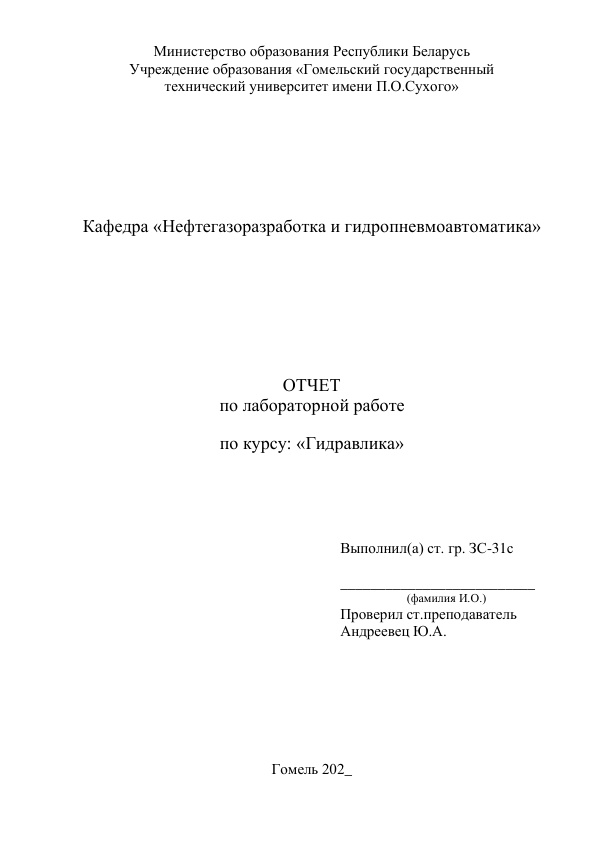 Министерство образования Республики Беларусь
Учреждение образования «Гомельский государственный
технический университет имени П.О.Сухого»
Кафедра «Нефтегазоразработка и гидропневмоавтоматика»
ОТЧЕТ
по лабораторной работе
по курсу: «Гидравлика»
Выполнил(а) ст. гр. ЗС-31с
__________________________
(фамилия И.О.)
Проверил ст.преподаватель
Андреевец Ю.А.
Гомель 202_